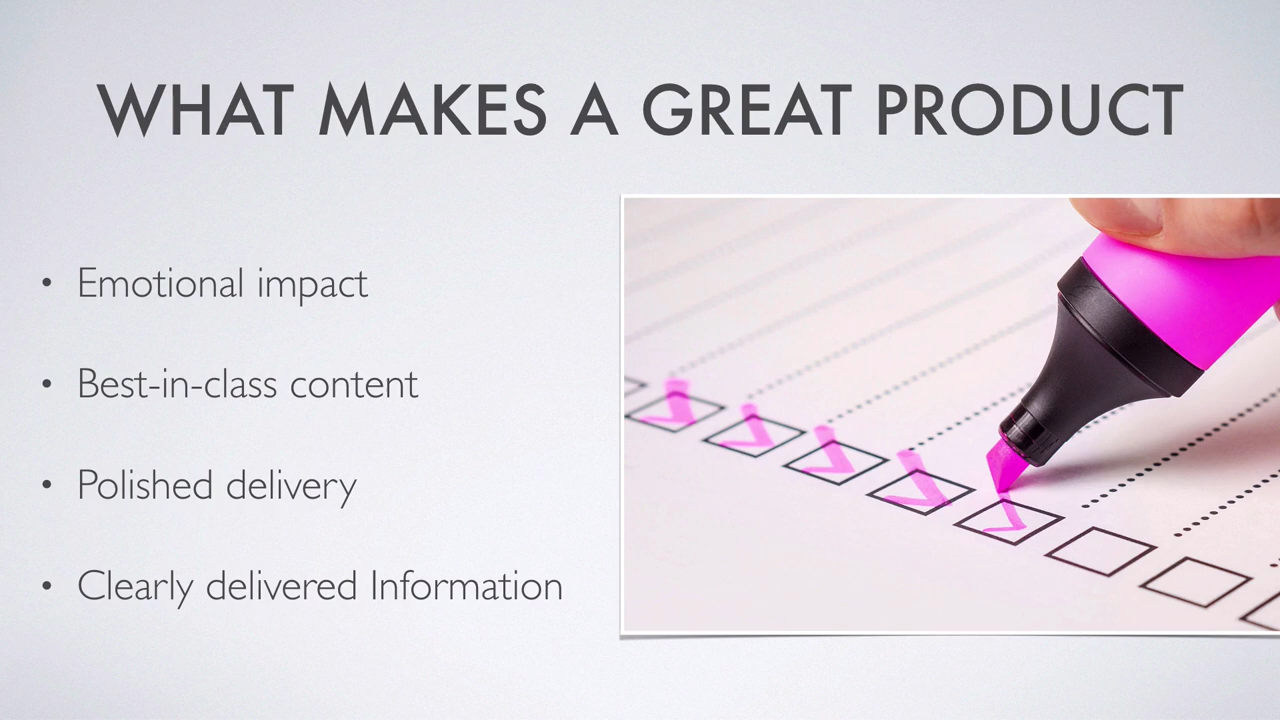 WHAT MAKES A GREAT PRODUCT
• Emotional impact
• Best-in-class content
• Polished delivery
• Clearly delivered Information